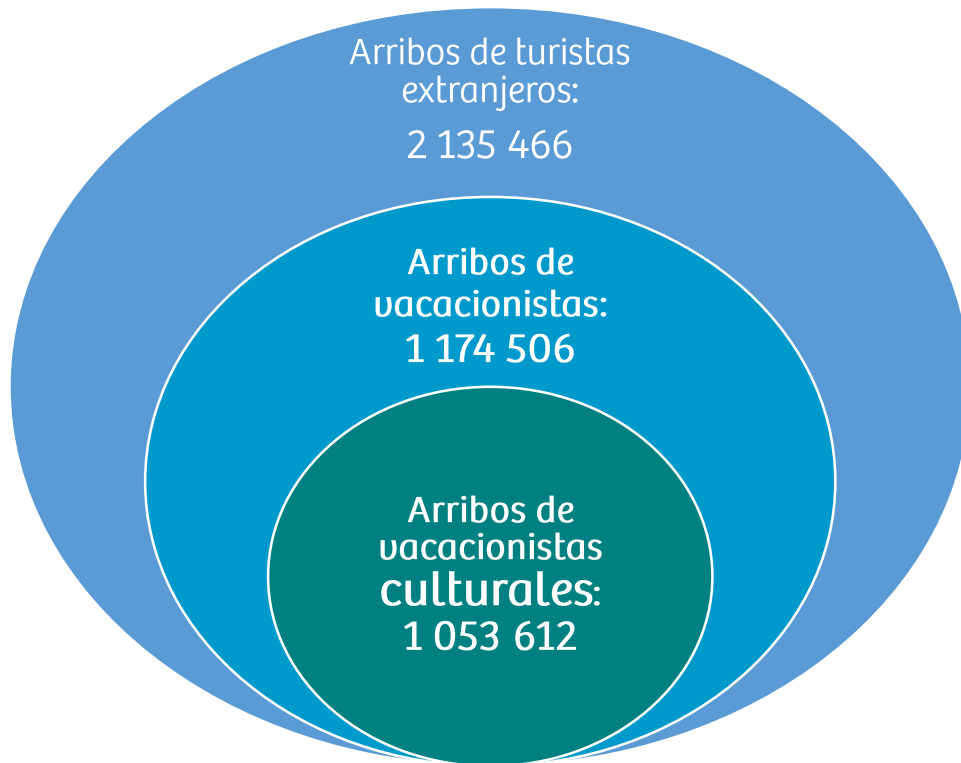 Arribos de turistas
extranjeros:
2 135 466
Arribos de
vacacionistas:
1 174 506
Arribos de
vacacionistas
culturales:
1 053 612